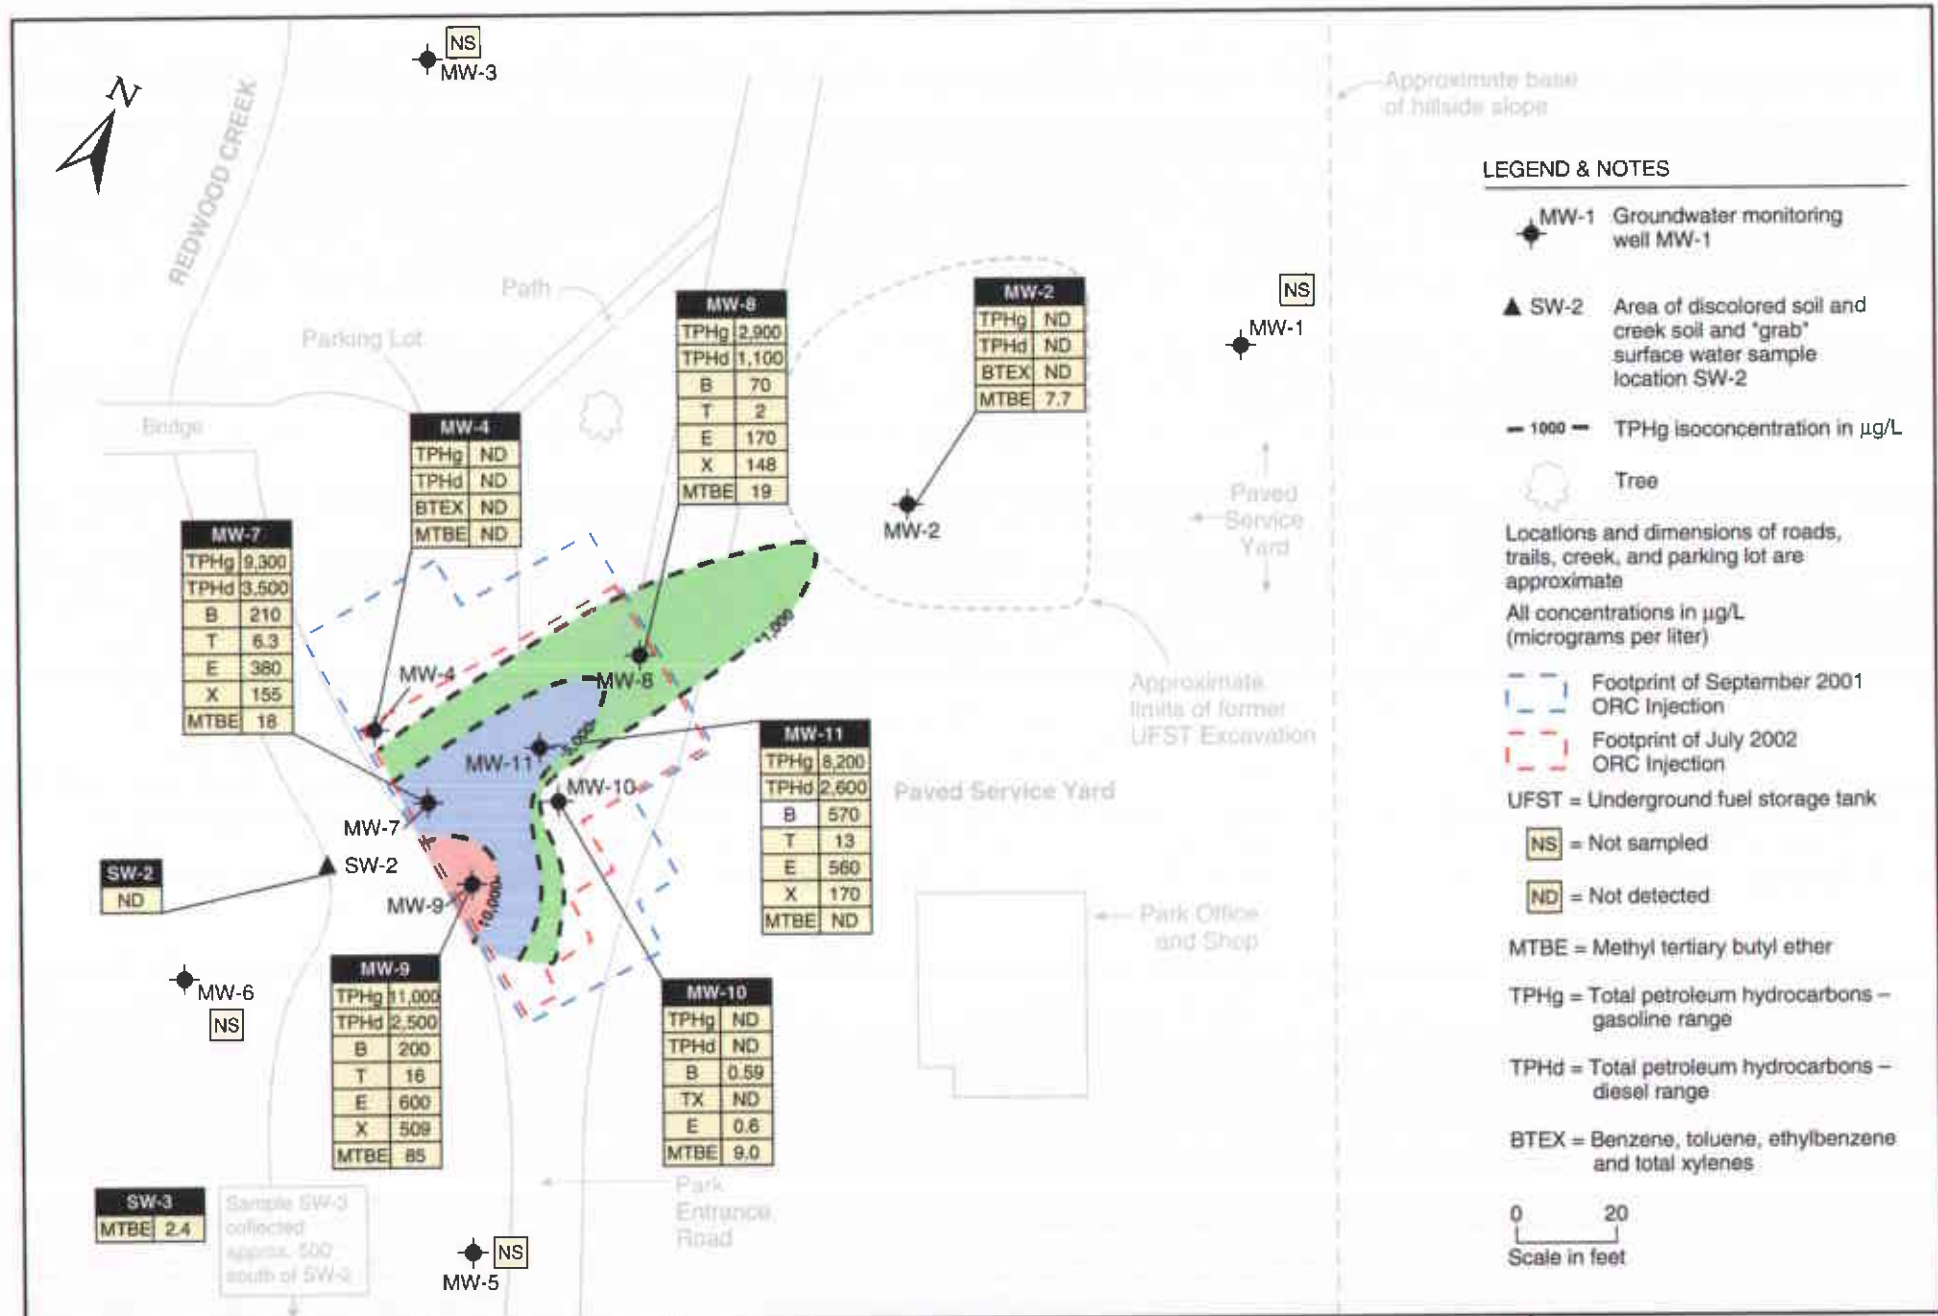 NS
MW-3
N
REDWOOD CREEK
Approximate base
of hillside slope
Path
Parking Lot
Bridge
MW-8
TPHg 2,900
TPHd 1,100
B 70
T 2
E 170
X 148
MTBE 19
MW-2
TPHg ND
TPHd ND
BTEX ND
MTBE 7.7
NS
MW-1
MW-4
TPHg ND
TPHd ND
BTEX ND
MTBE ND
MW-2
Paved
Service
Yard
MW-7
TPHg 9,300
TPHd 3,500
B 210
T 6.3
E 380
X 155
MTBE 18
MW-4
MW-8
1,000
5,000
10,000
Approximate
limits of former
UFST Excavation
MW-11
MW-10
MW-11
TPHg 8,200
TPHd 2,600
B 570
T 13
E 560
X 170
MTBE ND
Paved Service Yard
MW-7
SW-2
SW-2
ND
MW-9
Park Office
and Shop
MW-6
NS
MW-9
TPHg 11,000
TPHd 2,500
B 200
T 16
E 600
X 509
MTBE 85
MW-10
TPHg ND
TPHd ND
B 0.59
TX ND
E 0.6
MTBE 9.0
SW-3
MTBE 2.4
Sample SW-3
collected
approx. 500
south of SW-2
Park
Entrance
Road
NS
MW-5
LEGEND & NOTES
MW-1 Groundwater monitoring
well MW-1
SW-2 Area of discolored soil and
creek soil and "grab"
surface water sample
location SW-2
1000 TPHg isoconcentration in µg/L
Tree
Locations and dimensions of roads,
trails, creek, and parking lot are
approximate
All concentrations in µg/L
(micrograms per liter)
Footprint of September 2001
ORC Injection
Footprint of July 2002
ORC Injection
UFST = Underground fuel storage tank
NS = Not sampled
ND = Not detected
MTBE = Methyl tertiary butyl ether
TPHg = Total petroleum hydrocarbons –
gasoline range
TPHd = Total petroleum hydrocarbons –
diesel range
BTEX = Benzene, toluene, ethylbenzene
and total xylenes
0 20
Scale in feet